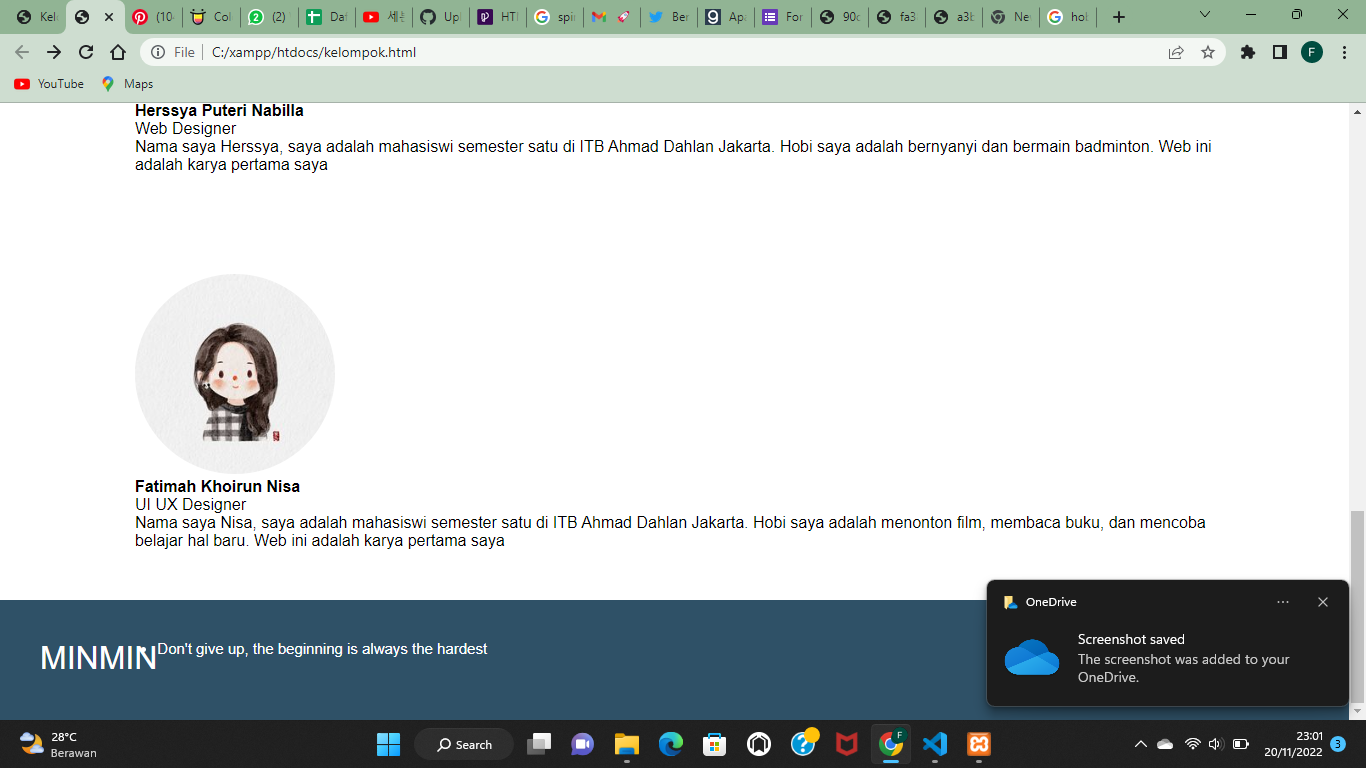 Kel
(10
Col
(2)
Daf
세
Upl
HTI
spi
Ber
Ap
For
90c
fa3
a3b
Ne
hol
File
C:/xampp/htdocs/kelompok.html
F
YouTube
Maps
Herssya Puteri Nabilla
Web Designer
Nama saya Herssya, saya adalah mahasiswi semester satu di ITB Ahmad Dahlan Jakarta. Hobi saya adalah bernyanyi dan bermain badminton. Web ini
adalah karya pertama saya
Fatimah Khoirun Nisa
UI UX Designer
Nama saya Nisa, saya adalah mahasiswi semester satu di ITB Ahmad Dahlan Jakarta. Hobi saya adalah menonton film, membaca buku, dan mencoba
belajar hal baru. Web ini adalah karya pertama saya
MINMIN Don't give up, the beginning is always the hardest
OneDrive
Screenshot saved
The screenshot was added to your
OneDrive.
28°C
Berawan
Search
23:01
20/11/2022
3